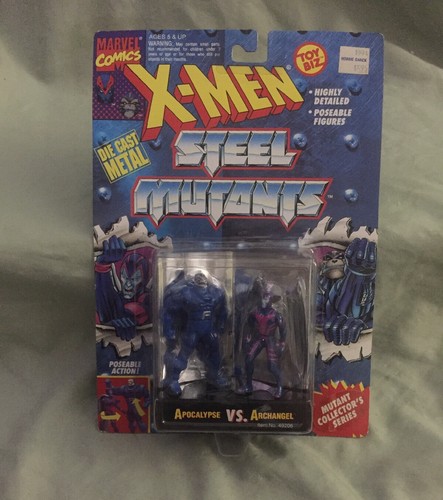 MARVEL
COMICS
AGES 5 & UP
WARNING:
X-MEN
TOY
BIZ
• HIGHLY
DETAILED
• POSEABLE
FIGURES
DIE CAST
METAL
STEEL
MUTANTS
POSEABLE
ACTION!
APOCALYPSE VS. ARCHANGEL
MUTANT
COLLECTOR'S
SERIES